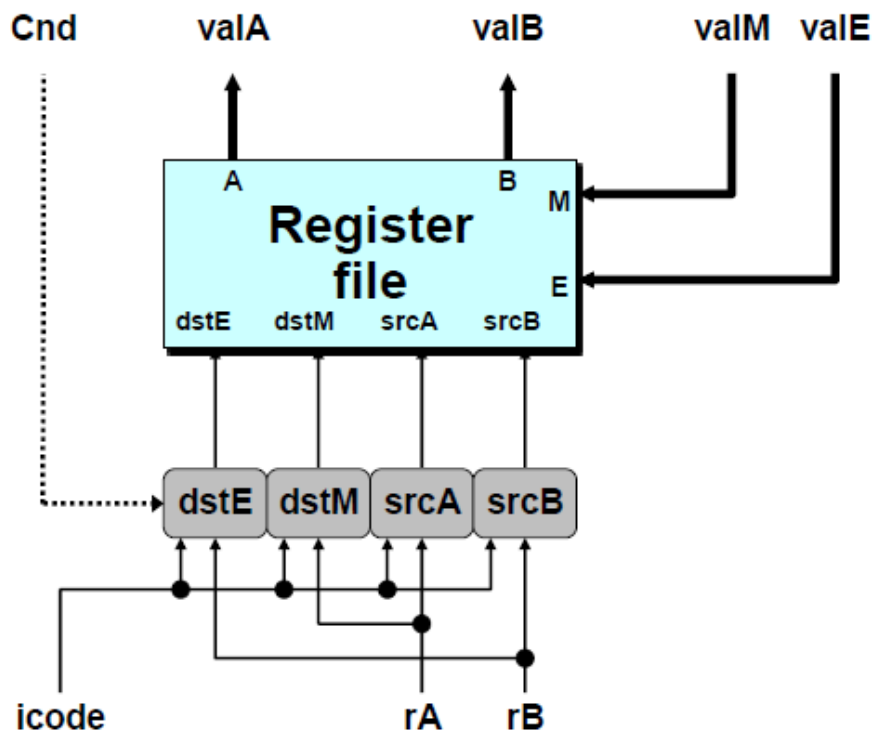 Cnd valA valB valM valE
A B
M
Register
file
E
dstE dstM srcA srcB
dstE dstM srcA srcB
icode rA rB